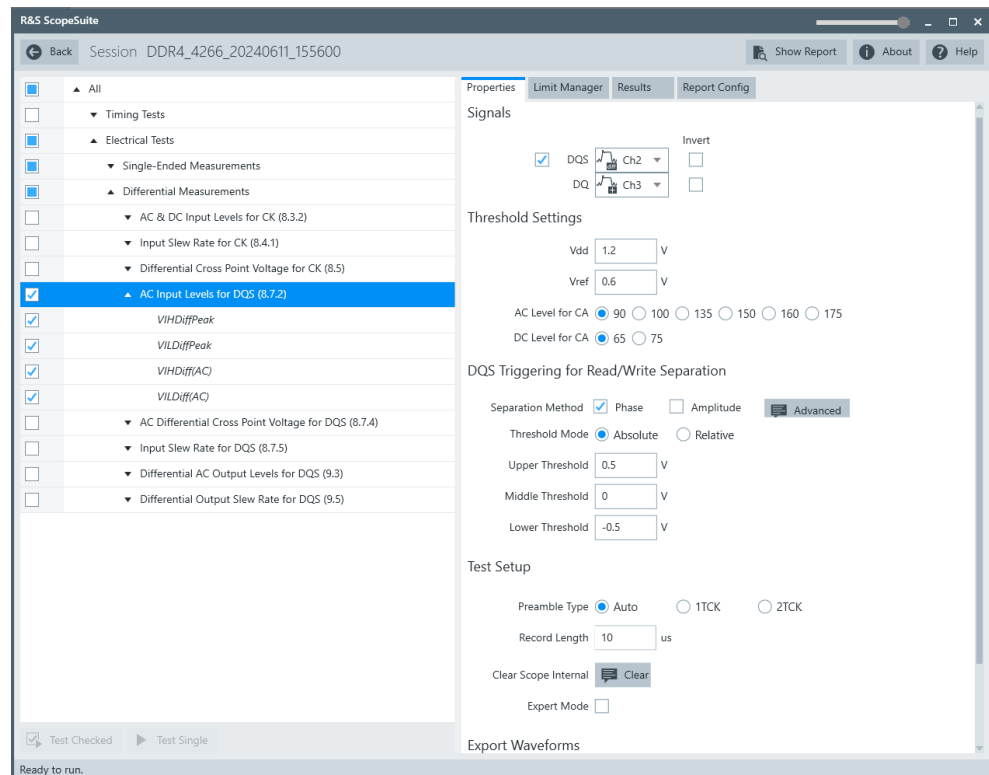 R&S ScopeSuite
Back Session DDR4_4266_20240611_155600 Show Report About Help
All
Timing Tests
Electrical Tests
Single-Ended Measurements
Differential Measurements
AC & DC Input Levels for CK (8.3.2)
Input Slew Rate for CK (8.4.1)
Differential Cross Point Voltage for CK (8.5)
AC Input Levels for DQS (8.7.2)
VIHDiffPeak
VILDiffPeak
VIHDiff(AC)
VILDiff(AC)
AC Differential Cross Point Voltage for DQS (8.7.4)
Input Slew Rate for DQS (8.7.5)
Differential AC Output Levels for DQS (9.3)
Differential Output Slew Rate for DQS (9.5)
Test Checked Test Single
Properties Limit Manager Results Report Config
Signals
Invert
DQS Ch2
DQ Ch3
Threshold Settings
Vdd 1.2 V
Vref 0.6 V
AC Level for CA 90 100 135 150 160 175
DC Level for CA 65 75
DQS Triggering for Read/Write Separation
Separation Method Phase Amplitude Advanced
Threshold Mode Absolute Relative
Upper Threshold 0.5 V
Middle Threshold 0 V
Lower Threshold -0.5 V
Test Setup
Preamble Type Auto 1TCK 2TCK
Record Length 10 us
Clear Scope Internal Clear
Expert Mode
Export Waveforms
Ready to run.